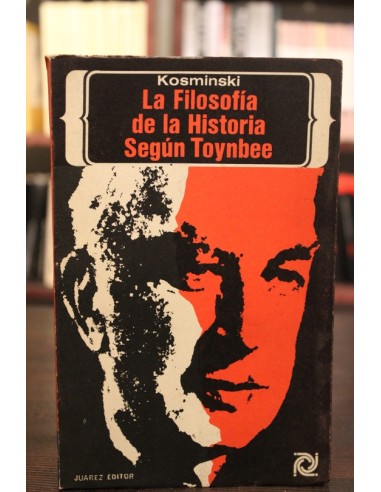 Kosminski
La Filosofía
de la Historia
Según Toynbee
JUAREZ EDITOR